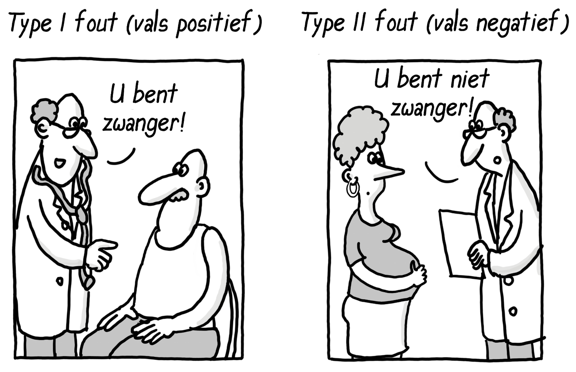 Type I fout (vals positief)
U bent
zwanger!
Type II fout (vals negatief)
U bent niet
zwanger!